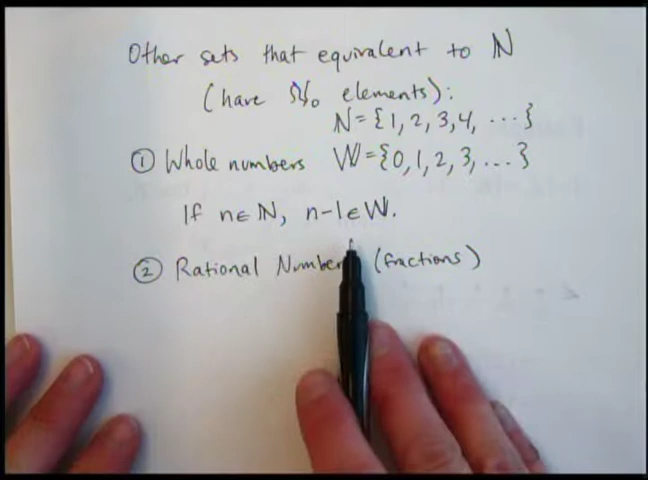 Other sets that equivalent to ℕ
(have ℵ₀ elements):
N={1,2,3,4, ...}
① Whole numbers W={0,1,2,3,...}
If n∈ℕ, n-1∈W.
② Rational Number (fractions)